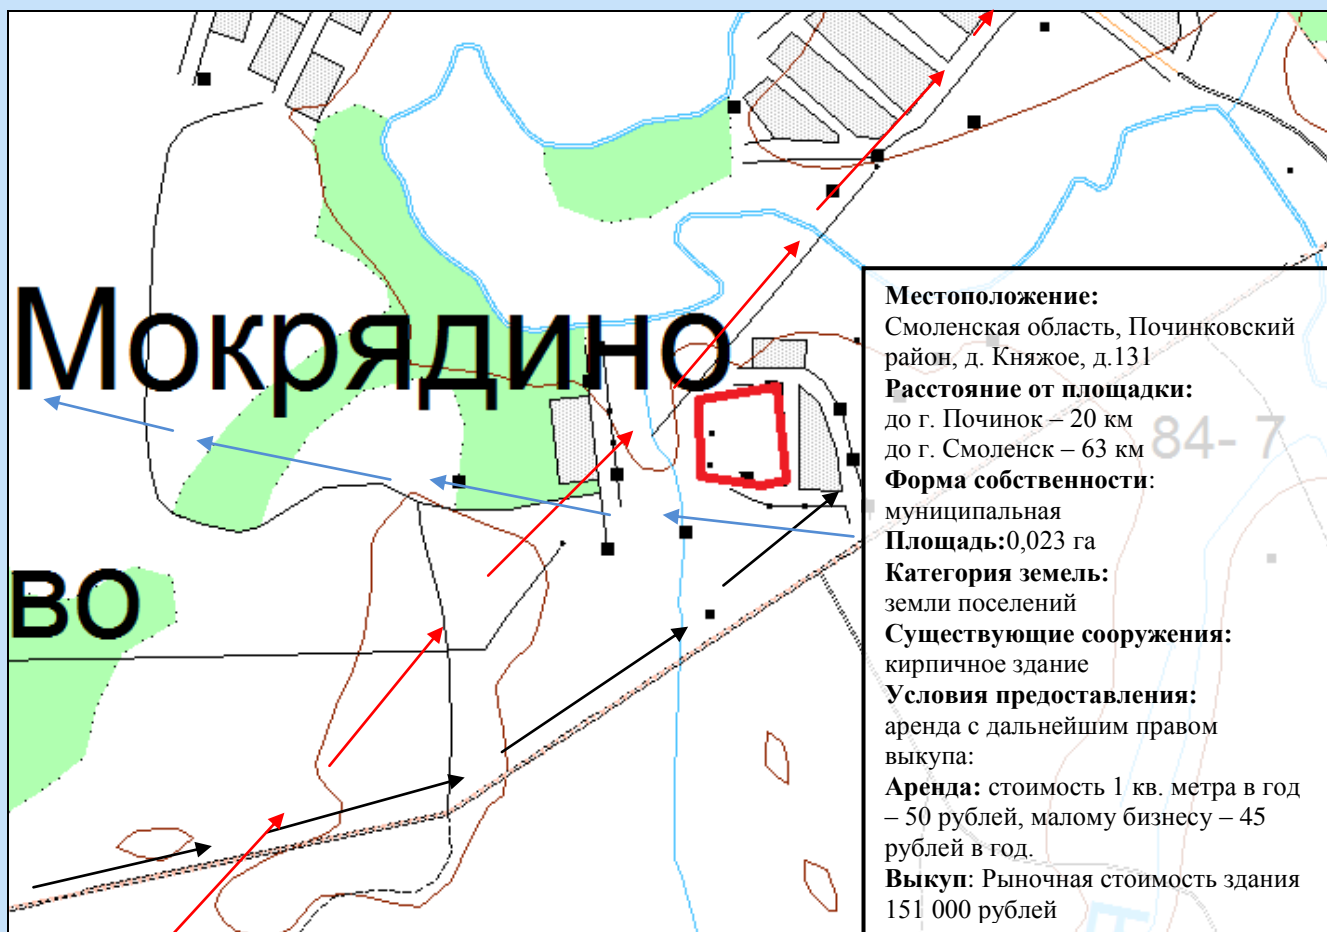 Мокрядино
во
84- 7
Местоположение:
Смоленская область, Починковский
район, д. Княжое, д.131
Расстояние от площадки:
до г. Починок – 20 км
до г. Смоленск – 63 км
Форма собственности:
муниципальная
Площадь:0,023 га
Категория земель:
земли поселений
Существующие сооружения:
кирпичное здание
Условия предоставления:
аренда с дальнейшим правом
выкупа:
Аренда: стоимость 1 кв. метра в год
– 50 рублей, малому бизнесу – 45
рублей в год.
Выкуп: Рыночная стоимость здания
151 000 рублей